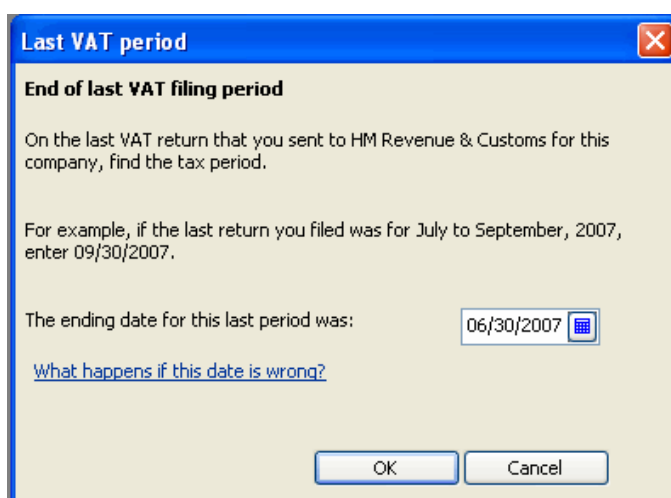 Last VAT period
End of last VAT filing period
On the last VAT return that you sent to HM Revenue & Customs for this
company, find the tax period.
For example, if the last return you filed was for July to September, 2007,
enter 09/30/2007.
The ending date for this last period was:
06/30/2007
What happens if this date is wrong?
OK
Cancel